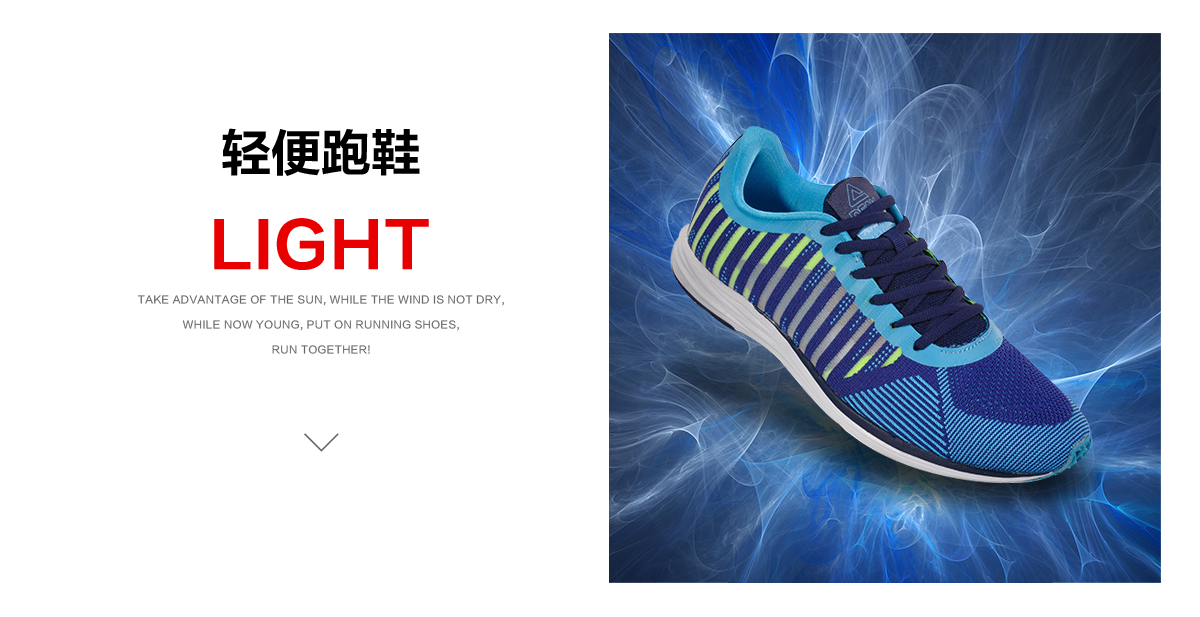 轻便跑鞋
LIGHT
TAKE ADVANTAGE OF THE SUN, WHILE THE WIND IS NOT DRY,
WHILE NOW YOUNG, PUT ON RUNNING SHOES,
RUN TOGETHER!